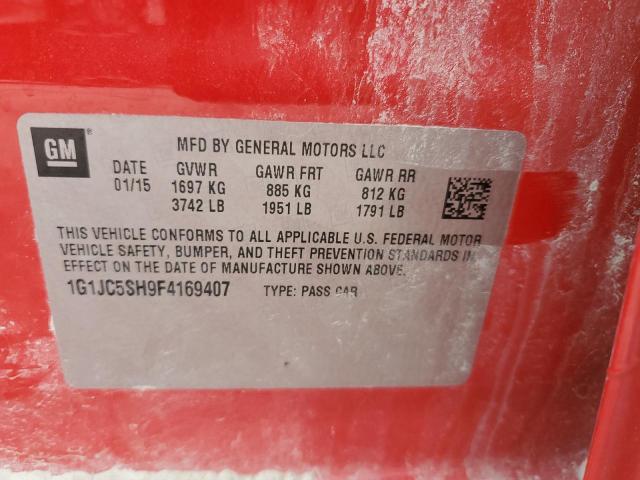 GM®
MFD BY GENERAL MOTORS LLC
DATE GVWR GAWR FRT GAWR RR
01/15 1697 KG 885 KG 812 KG
3742 LB 1951 LB 1791 LB
THIS VEHICLE CONFORMS TO ALL APPLICABLE U.S. FEDERAL MOTOR
VEHICLE SAFETY, BUMPER, AND THEFT PREVENTION STANDARDS IN
EFFECT ON THE DATE OF MANUFACTURE SHOWN ABOVE.
1G1JC5SH9F4169407 TYPE: PASS CAR